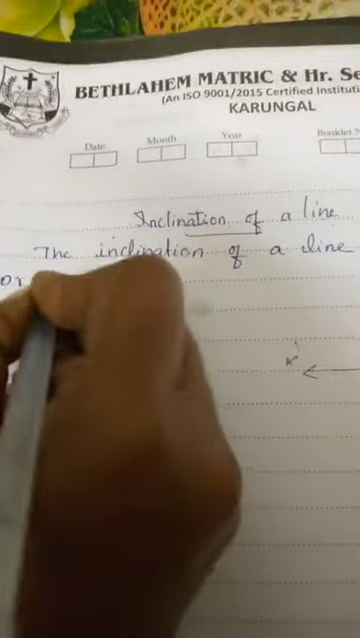 BETHLAHEM MATRIC & Hr. Se
(An ISO 9001/2015 Certified Instituti
KARUNGAL
Date Month Year Booklet N
Inclination of a line
The inclination of a line
or